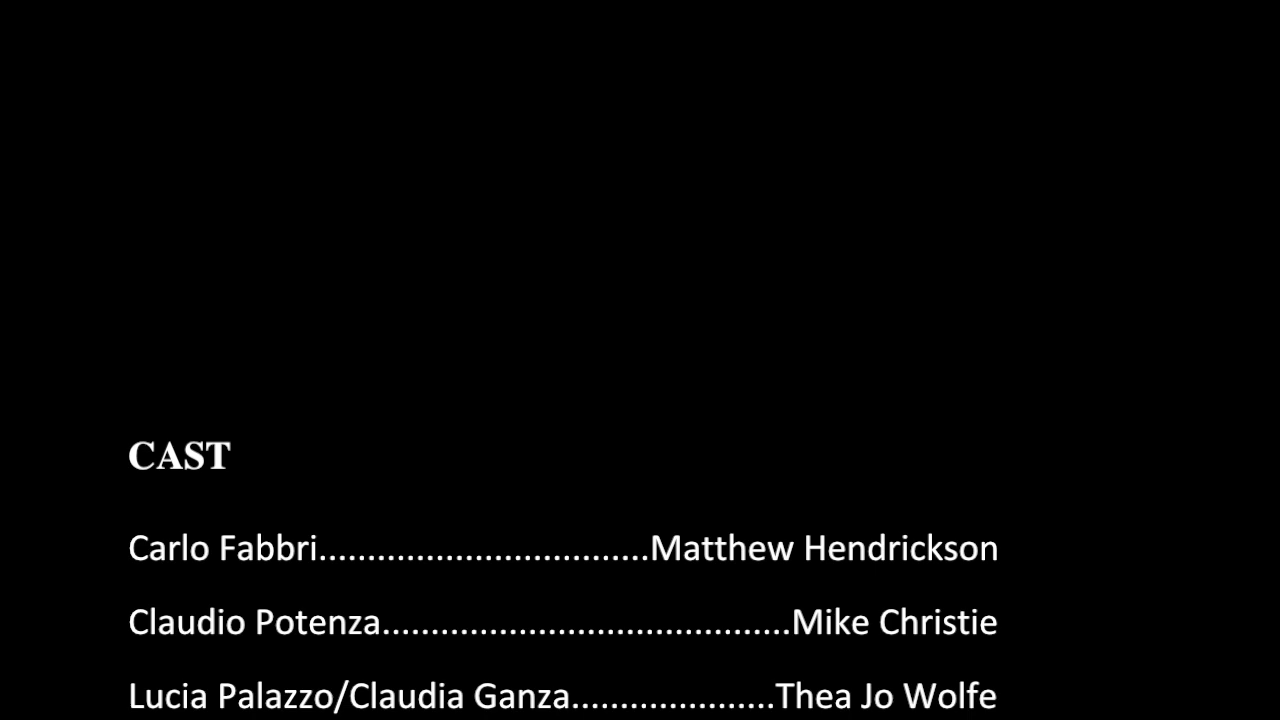 CAST
Carlo Fabbri..................................Matthew Hendrickson
Claudio Potenza..........................................Mike Christie
Lucia Palazzo/Claudia Ganza.....................Thea Jo Wolfe